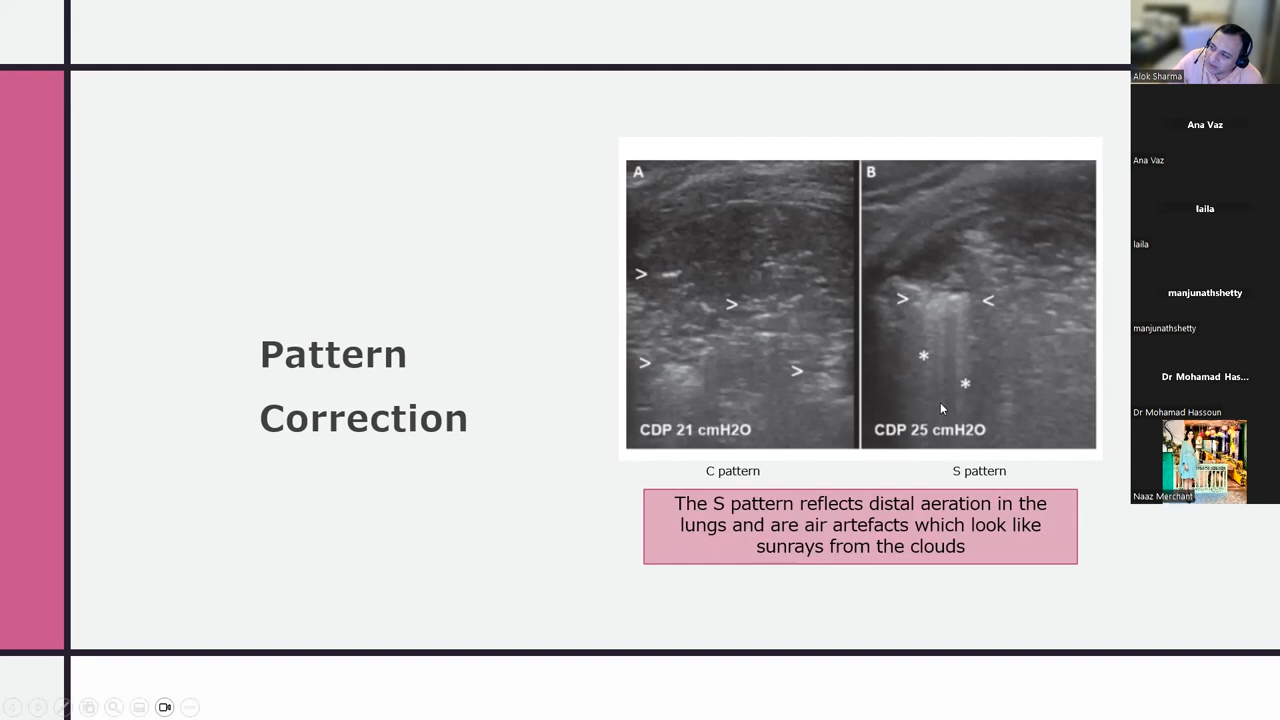 Pattern
Correction
A
B
>
>
>
>
CDP 21 cmH2O
>
<
*
*
CDP 25 cmH2O
C pattern
S pattern
The S pattern reflects distal aeration in the
lungs and are air artefacts which look like
sunrays from the clouds
Alok Sharma
Ana Vaz
Ana Vaz
laila
laila
manjunathshetty
manjunathshetty
Dr Mohamad Has...
Dr Mohamad Hassoun
Naaz Merchant